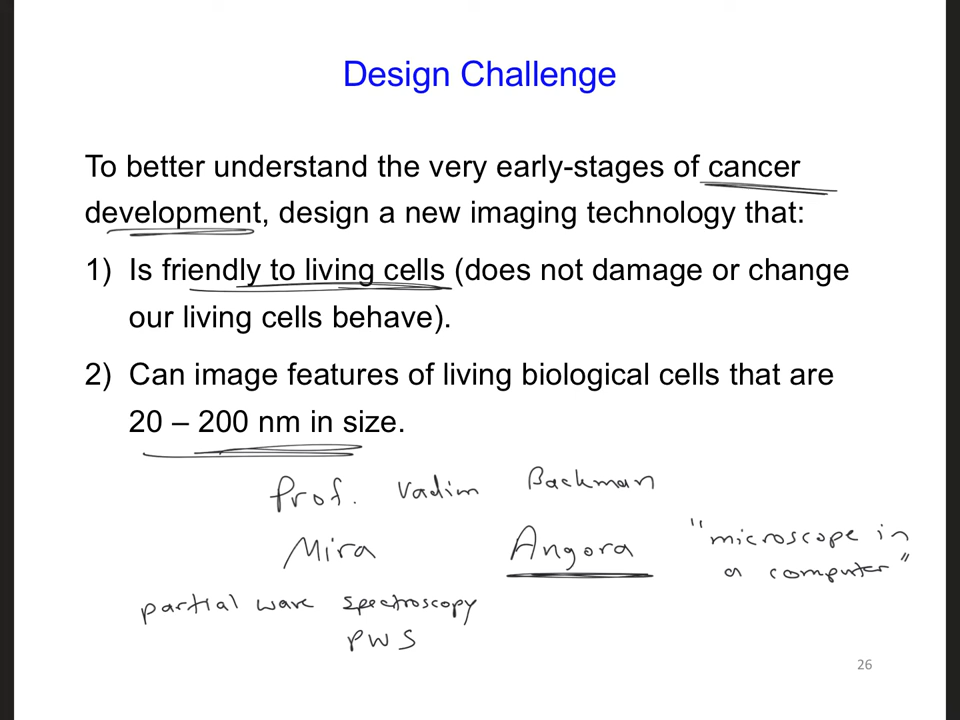 Design Challenge
To better understand the very early-stages of cancer
development, design a new imaging technology that:
1) Is friendly to living cells (does not damage or change
our living cells behave).
2) Can image features of living biological cells that are
20 – 200 nm in size.
Prof. Vadim Backman
Mira Angora "microscope in
a computer"
partial wave spectroscopy
PWS
26